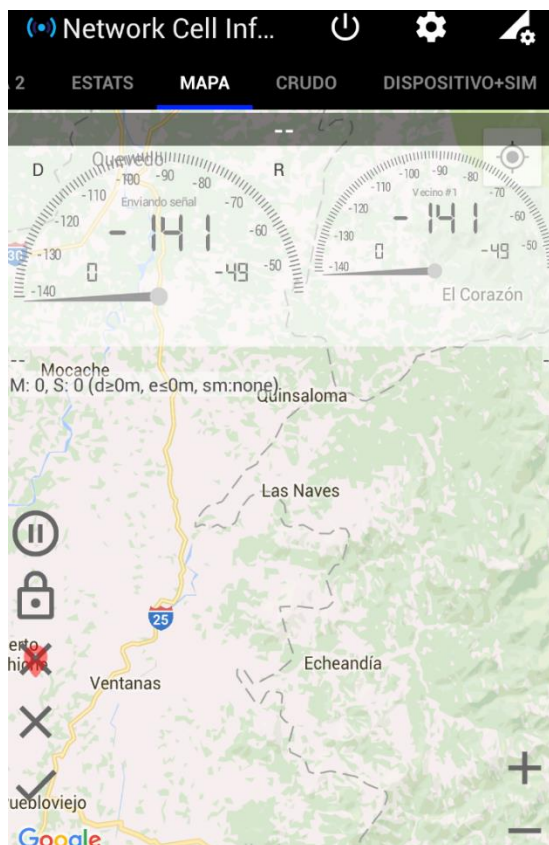 Network Cell Inf...
2 ESTATS MAPA CRUDO DISPOSITIVO+SIM
--
D Quevedo R
-140 -130 -120 -110 -100 -90 -80 -70 -60 -50
Enviando señal
-141
0 -49
-140 -130 -120 -110 -100 -90 -80 -70 -60 -50
Vecino #1
-141
0 -49
El Corazón
--
-
Mocache
M: 0, S: 0 (d≥0m, e≤0m, sm:none)
Quinsaloma
Las Naves
25
Echeandía
Ventanas
uebloviejo
Google